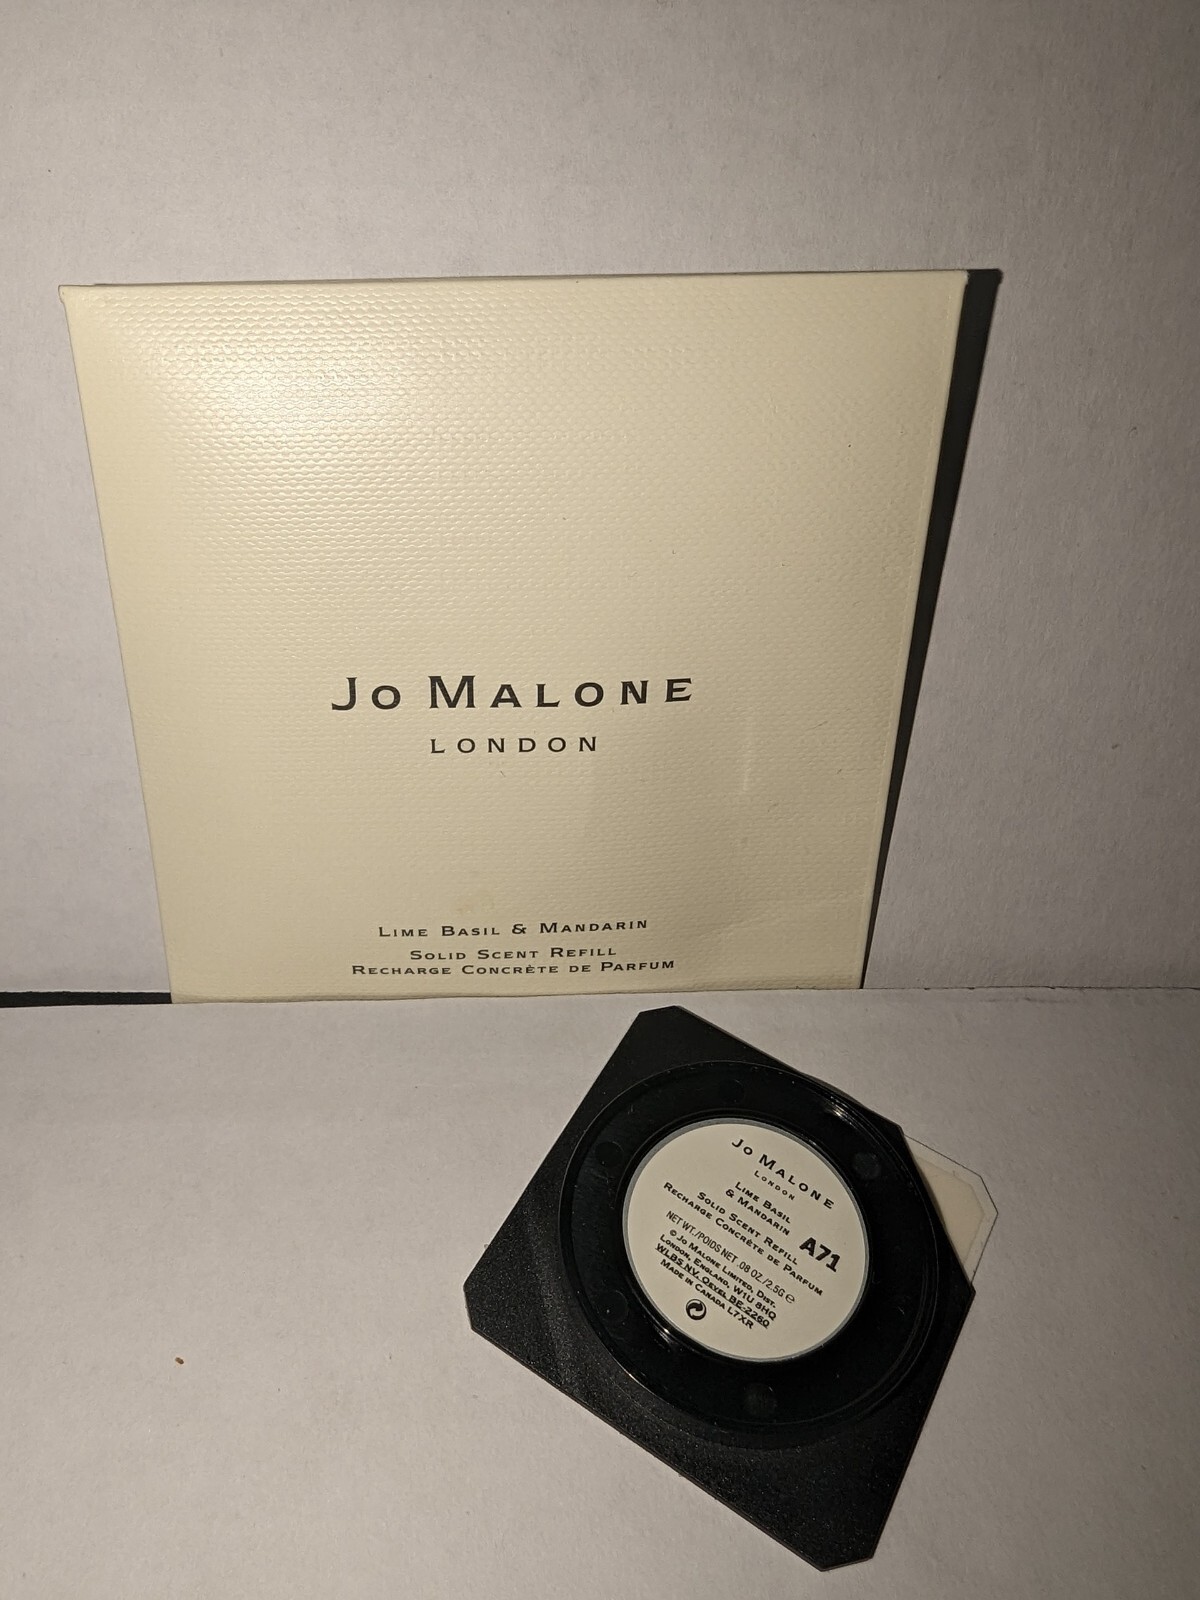 Jo Malone
London
Lime Basil & Mandarin
Solid Scent Refill
Recharge Concrète de Parfum
Jo Malone
London
Lime Basil
& Mandarin
Solid Scent Refill
Recharge Concrète de Parfum
A71
NET WT./POIDS NET .08 OZ./2.5G ℮
© Jo Malone Limited, Dist.
London, England, W1U 8HQ
WLBS NV. Oevel BE-2260
Made in Canada L7XR